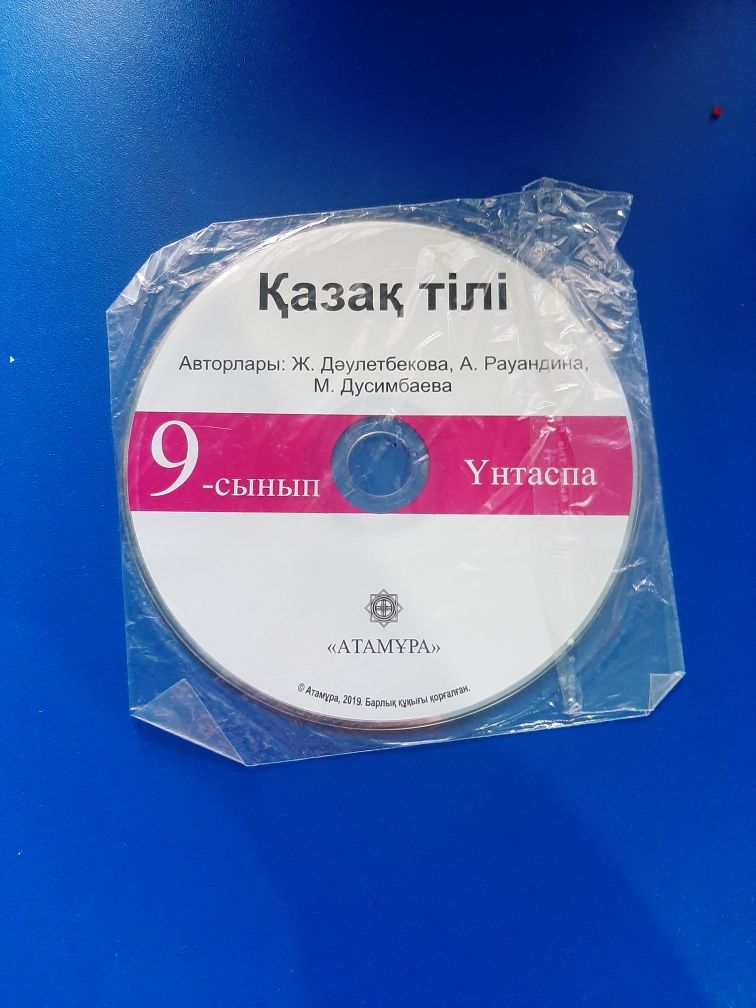 Қазақ тілі
Авторлары: Ж. Дәулетбекова, А. Рауандина,
М. Дусимбаева
9-сынып Үнтаспа
«АТАМҰРА»
© Атамұра, 2019. Барлық құқығы қорғалған.